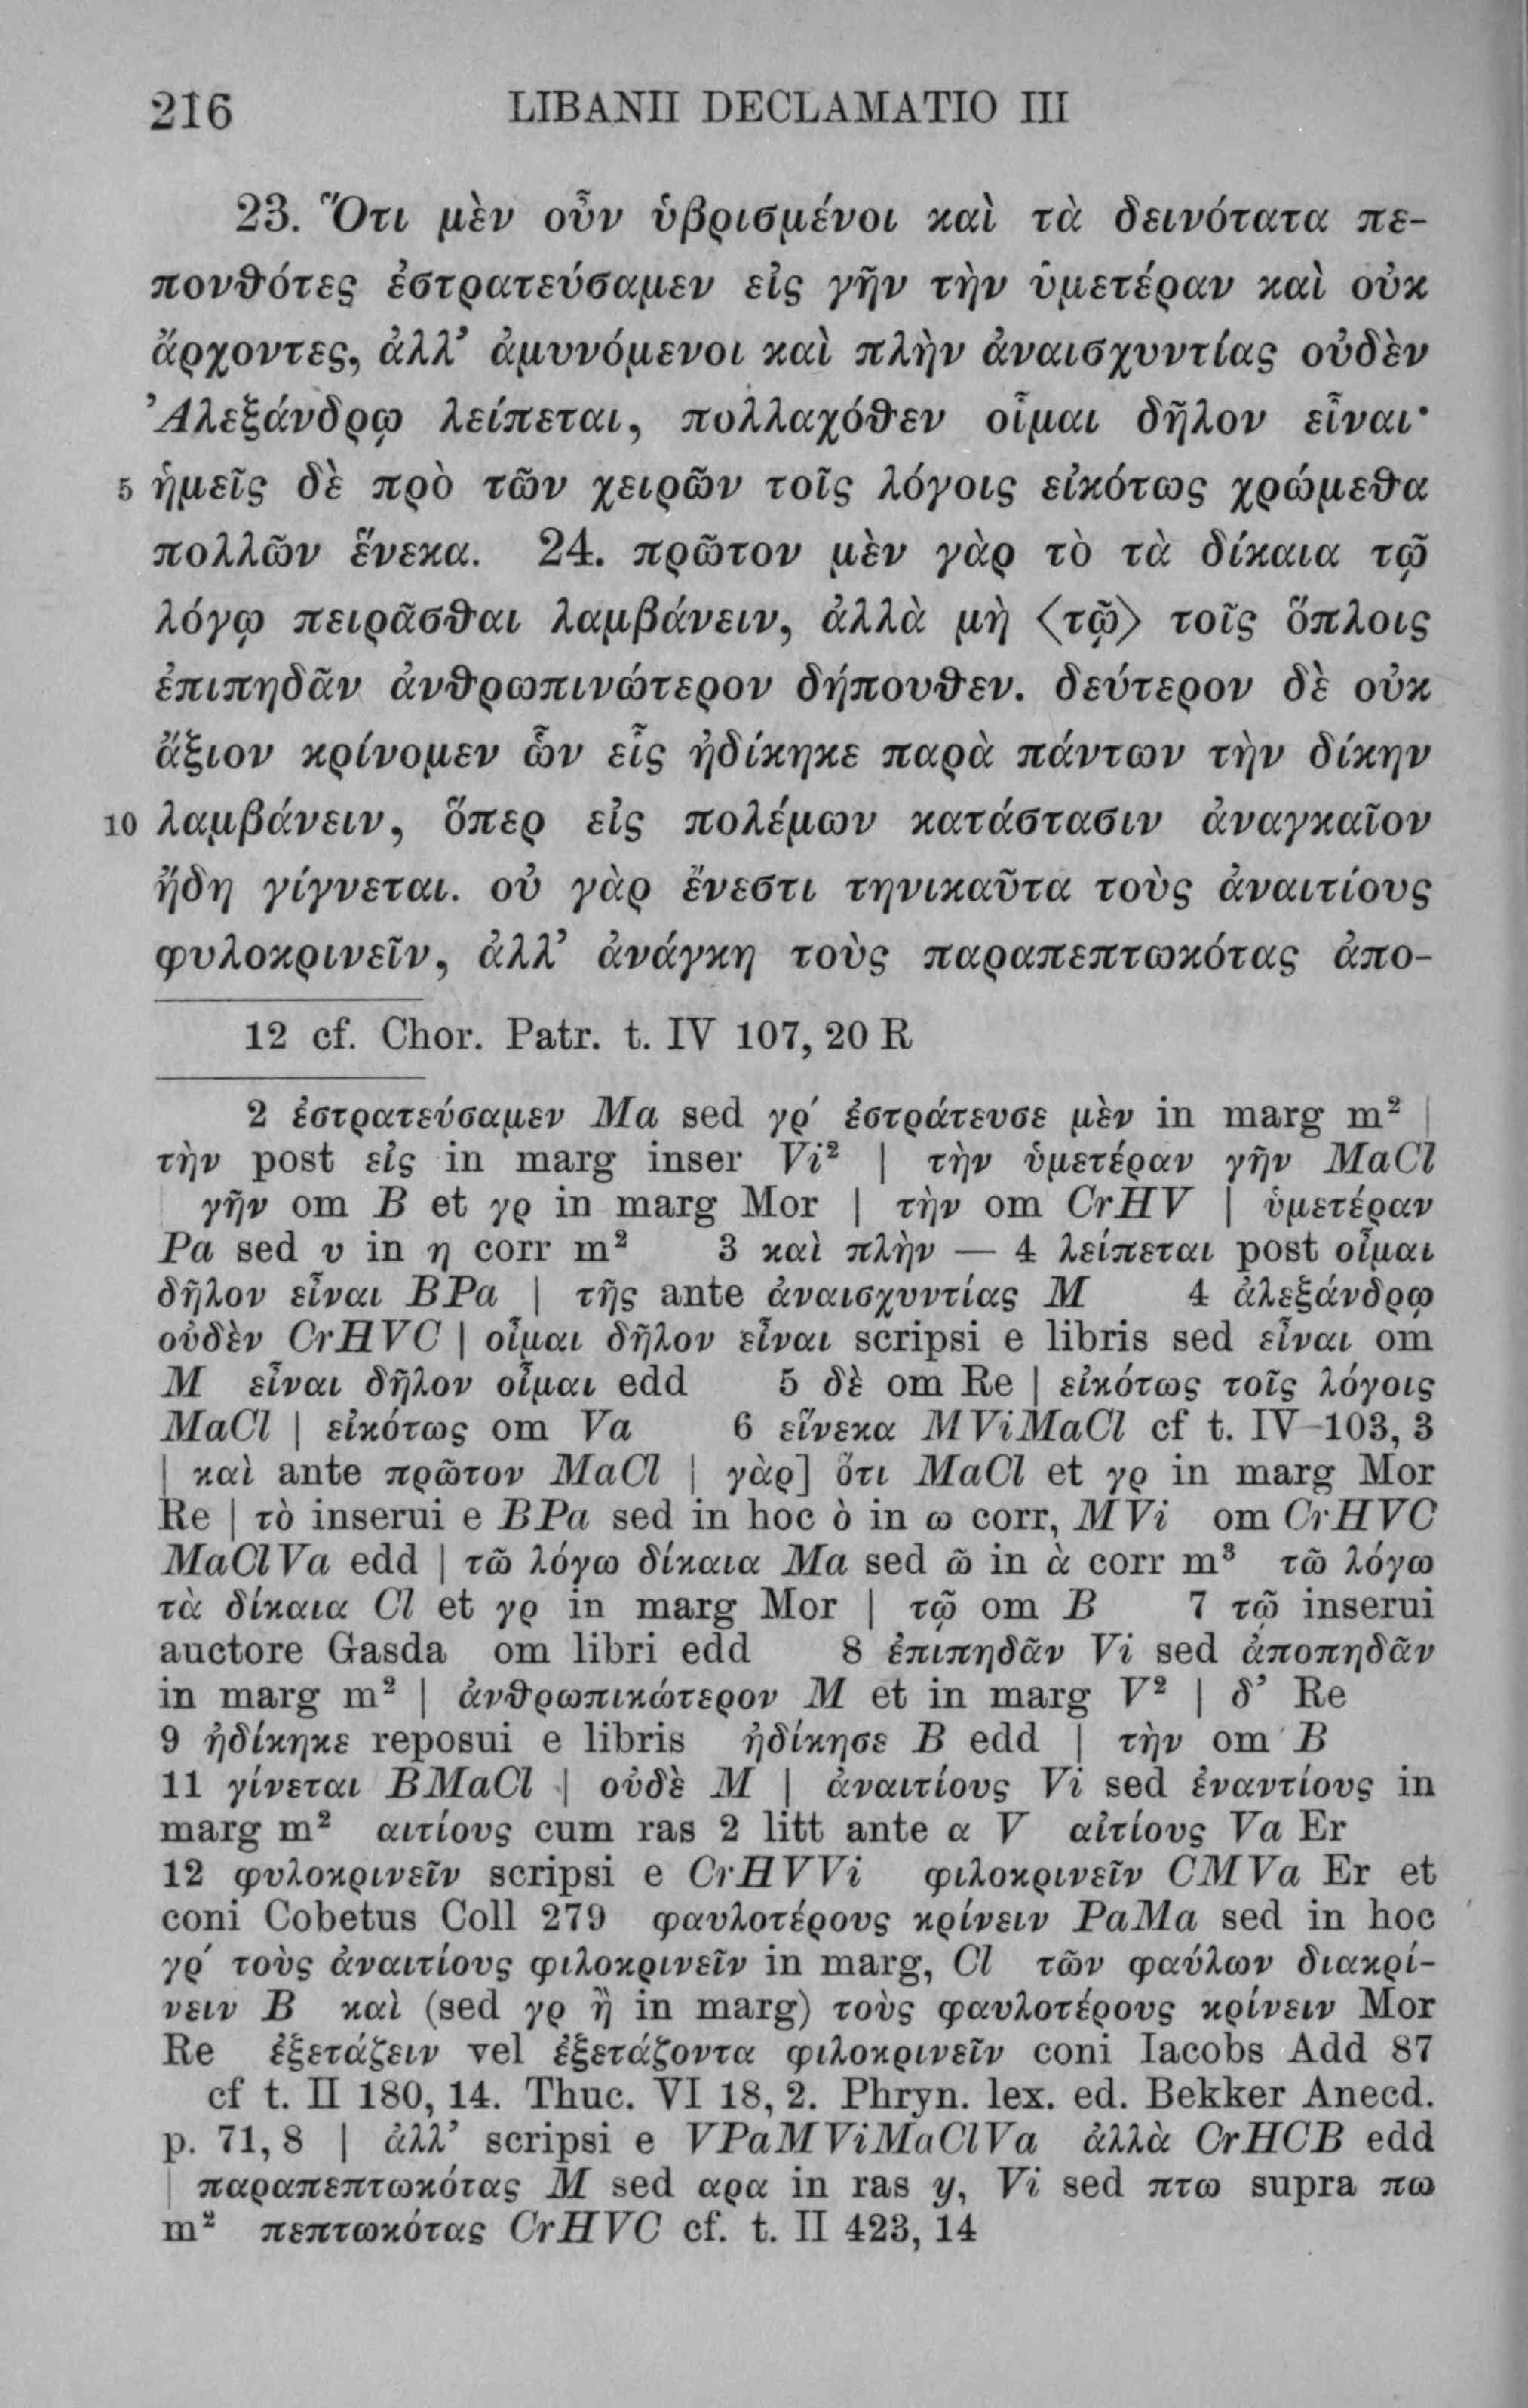 216 LIBANII DECLAMATIO III
23. Ὅτι μὲν οὖν ὑβρισμένοι καὶ τὰ δεινότατα πε-
πονθότες ἐστρατεύσαμεν εἰς γῆν τὴν ὑμετέραν καὶ οὐκ
ἄρχοντες, ἀλλ’ ἀμυνόμενοι καὶ πλὴν ἀναισχυντίας οὐδὲν
Ἀλεξάνδρῳ λείπεται, πολλαχόθεν οἶμαι δῆλον εἶναι·
5 ἡμεῖς δὲ πρὸ τῶν χειρῶν τοῖς λόγοις εἰκότως χρώμεθα
πολλῶν ἕνεκα. 24. πρῶτον μὲν γὰρ τὸ τὰ δίκαια τῷ
λόγῳ πειρᾶσθαι λαμβάνειν, ἀλλὰ μὴ ⟨τῷ⟩ τοῖς ὅπλοις
ἐπιπηδᾶν ἀνθρωπινώτερον δήπουθεν. δεύτερον δὲ οὐκ
ἄξιον κρίνομεν ὧν εἷς ἠδίκηκε παρὰ πάντων τὴν δίκην
10 λαμβάνειν, ὅπερ εἰς πολέμων κατάστασιν ἀναγκαῖον
ἤδη γίγνεται. οὐ γὰρ ἔνεστι τηνικαῦτα τοὺς ἀναιτίους
φυλοκρινεῖν, ἀλλ’ ἀνάγκη τοὺς παραπεπτωκότας ἀπο-
12 cf. Chor. Patr. t. IV 107, 20 R
2 ἐστρατεύσαμεν Ma sed γρ´ ἐστράτευσε μὲν in marg m² |
τὴν post εἰς in marg inser Vi² | τὴν ὑμετέραν γῆν MaCl
| γῆν om B et γρ in marg Mor | τὴν om CrHV | ὑμετέραν
Pa sed υ in η corr m² 3 καὶ πλὴν — 4 λείπεται post οἶμαι
δῆλον εἶναι BPa | τῆς ante ἀναισχυντίας M 4 ἀλεξάνδρῳ
οὐδὲν CrHVC | οἶμαι δῆλον εἶναι scripsi e libris sed εἶναι om
M εἶναι δῆλον οἶμαι edd 5 δὲ om Re | εἰκότως τοῖς λόγοις
MaCl | εἰκότως om Va 6 εἵνεκα MViMaCl cf t. IV 103, 3
| καὶ ante πρῶτον MaCl | γὰρ] ὅτι MaCl et γρ in marg Mor
Re | τὸ inserui e BPa sed in hoc ὸ in ω corr, MVi om CrHVC
MaClVa edd | τῶ λόγω δίκαια Ma sed ῶ in ὰ corr m³ τῶ λόγω
τὰ δίκαια Cl et γρ in marg Mor | τῷ om B 7 τῷ inserui
auctore Gasda om libri edd 8 ἐπιπηδᾶν Vi sed ἀποπηδᾶν
in marg m² | ἀνθρωπικώτερον M et in marg V² | δ’ Re
9 ἠδίκηκε reposui e libris ἠδίκησε B edd | τὴν om B
11 γίνεται BMaCl | οὐδὲ M | ἀναιτίους Vi sed ἐναντίους in
marg m² αιτίους cum ras 2 litt ante α V αἰτίους Va Er
12 φυλοκρινεῖν scripsi e CrHVVi φιλοκρινεῖν CMVa Er et
coni Cobetus Coll 279 φαυλοτέρους κρίνειν PaMa sed in hoc
γρ´ τοὺς ἀναιτίους φιλοκρινεῖν in marg, Cl τῶν φαύλων διακρί-
νειν B καὶ (sed γρ ἢ in marg) τοὺς φαυλοτέρους κρίνειν Mor
Re ἐξετάζειν vel ἐξετάζοντα φιλοκρινεῖν coni Iacobs Add 87
cf t. II 180, 14. Thuc. VI 18, 2. Phryn. lex. ed. Bekker Anecd.
p. 71, 8 | ἀλλ’ scripsi e VPaMViMaClVa ἀλλὰ CrHCB edd
| παραπεπτωκότας M sed αρα in ras y, Vi sed πτω supra πω
m² πεπτωκότας CrHVC cf. t. II 423, 14